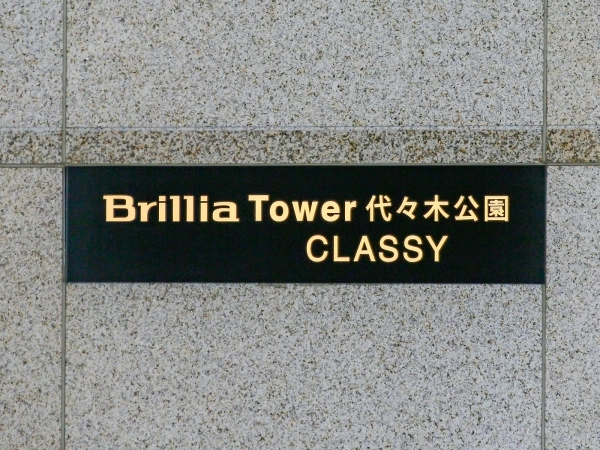 Brillia Tower 代々木公園
CLASSY